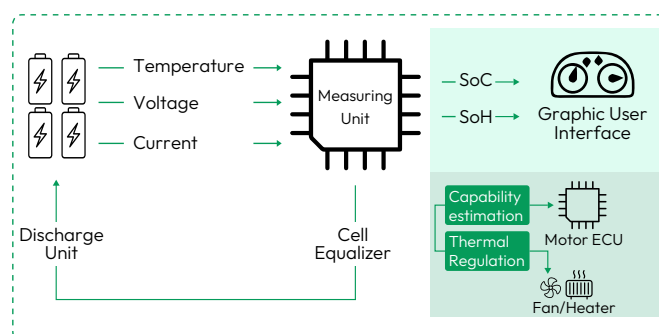 Temperature
Voltage
Current
Measuring
Unit
SoC
SoH
Graphic User
Interface
Discharge
Unit
Cell
Equalizer
Capability
estimation
Motor ECU
Thermal
Regulation
Fan/Heater